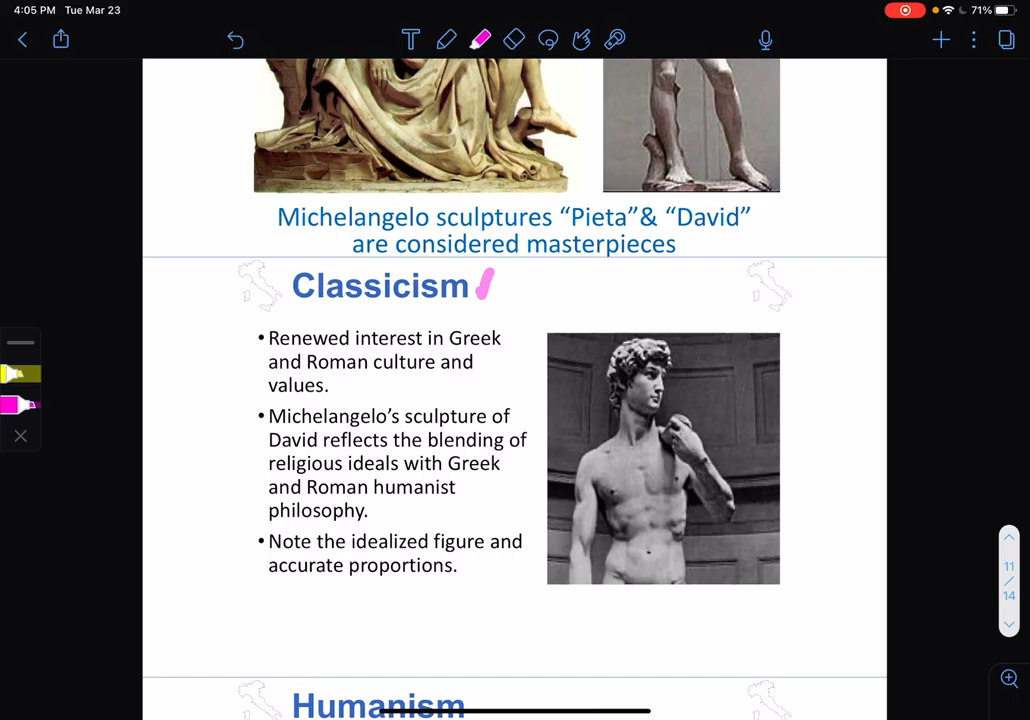 4:05 PM Tue Mar 23
71%
T
Michelangelo sculptures “Pieta”& “David”
are considered masterpieces
Classicism
• Renewed interest in Greek
and Roman culture and
values.
• Michelangelo’s sculpture of
David reflects the blending of
religious ideals with Greek
and Roman humanist
philosophy.
• Note the idealized figure and
accurate proportions.
11
/
14
Humanism